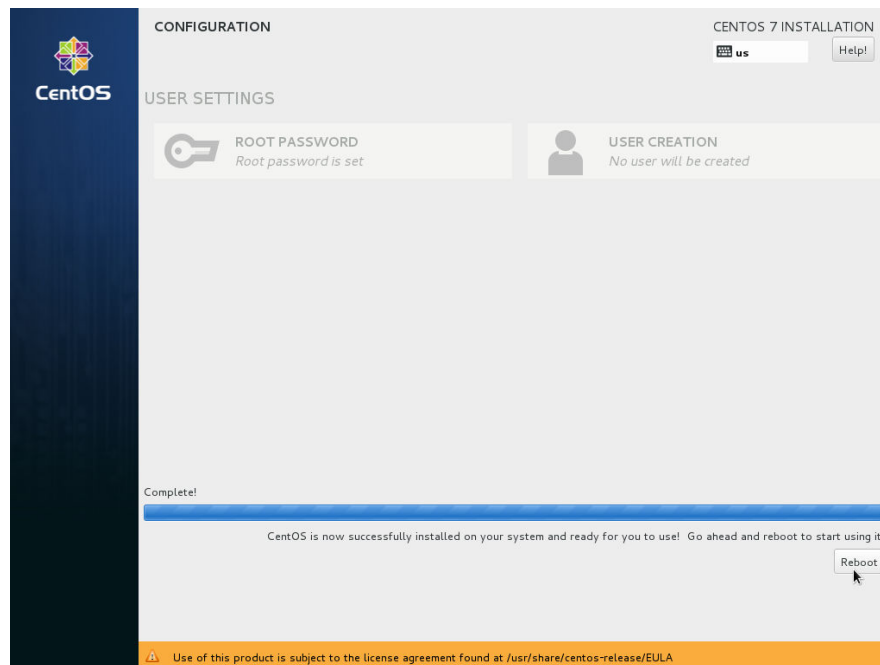 CONFIGURATION
CENTOS 7 INSTALLATION
us
Help!
CentOS
USER SETTINGS
ROOT PASSWORD
Root password is set
USER CREATION
No user will be created
Complete!
CentOS is now successfully installed on your system and ready for you to use! Go ahead and reboot to start using it
Reboot
Use of this product is subject to the license agreement found at /usr/share/centos-release/EULA